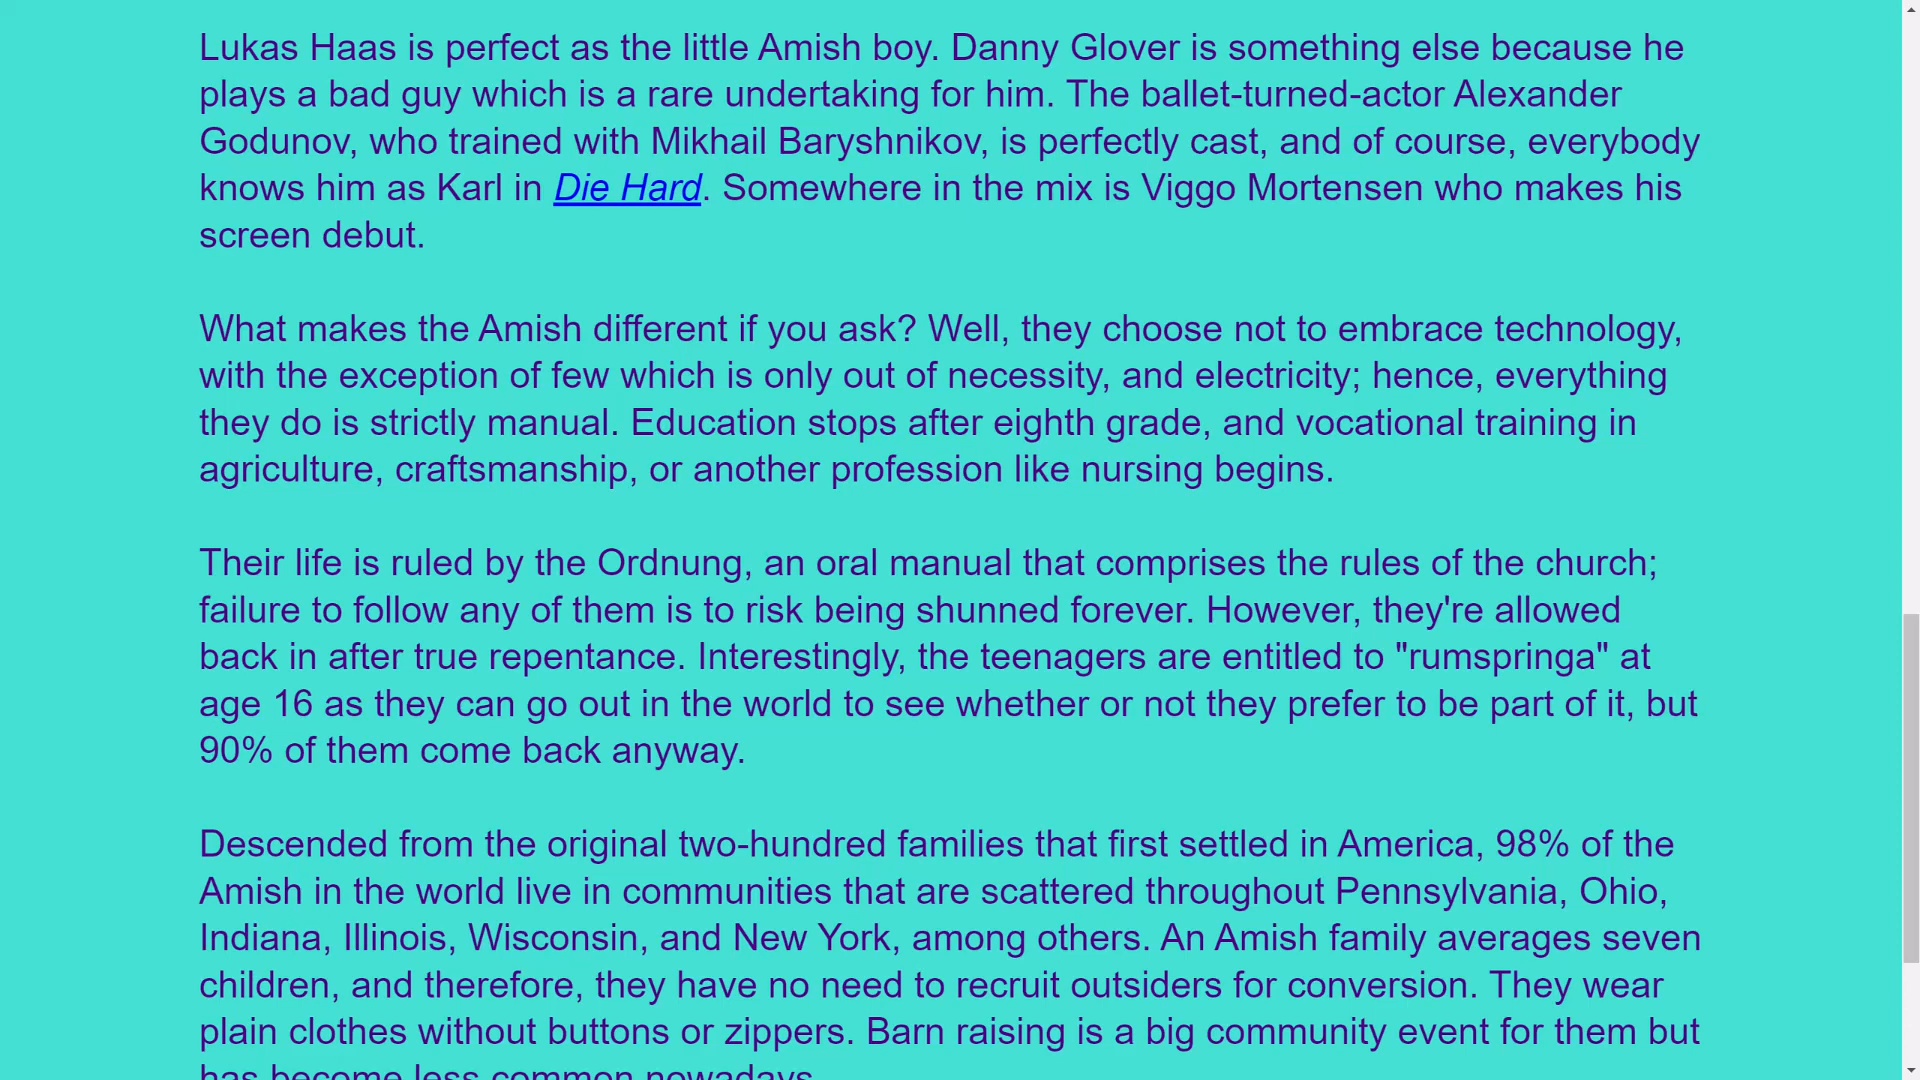 Lukas Haas is perfect as the little Amish boy. Danny Glover is something else because he
plays a bad guy which is a rare undertaking for him. The ballet-turned-actor Alexander
Godunov, who trained with Mikhail Baryshnikov, is perfectly cast, and of course, everybody
knows him as Karl in Die Hard. Somewhere in the mix is Viggo Mortensen who makes his
screen debut.
What makes the Amish different if you ask? Well, they choose not to embrace technology,
with the exception of few which is only out of necessity, and electricity; hence, everything
they do is strictly manual. Education stops after eighth grade, and vocational training in
agriculture, craftsmanship, or another profession like nursing begins.
Their life is ruled by the Ordnung, an oral manual that comprises the rules of the church;
failure to follow any of them is to risk being shunned forever. However, they're allowed
back in after true repentance. Interestingly, the teenagers are entitled to "rumspringa" at
age 16 as they can go out in the world to see whether or not they prefer to be part of it, but
90% of them come back anyway.
Descended from the original two-hundred families that first settled in America, 98% of the
Amish in the world live in communities that are scattered throughout Pennsylvania, Ohio,
Indiana, Illinois, Wisconsin, and New York, among others. An Amish family averages seven
children, and therefore, they have no need to recruit outsiders for conversion. They wear
plain clothes without buttons or zippers. Barn raising is a big community event for them but
has become less common nowadays.